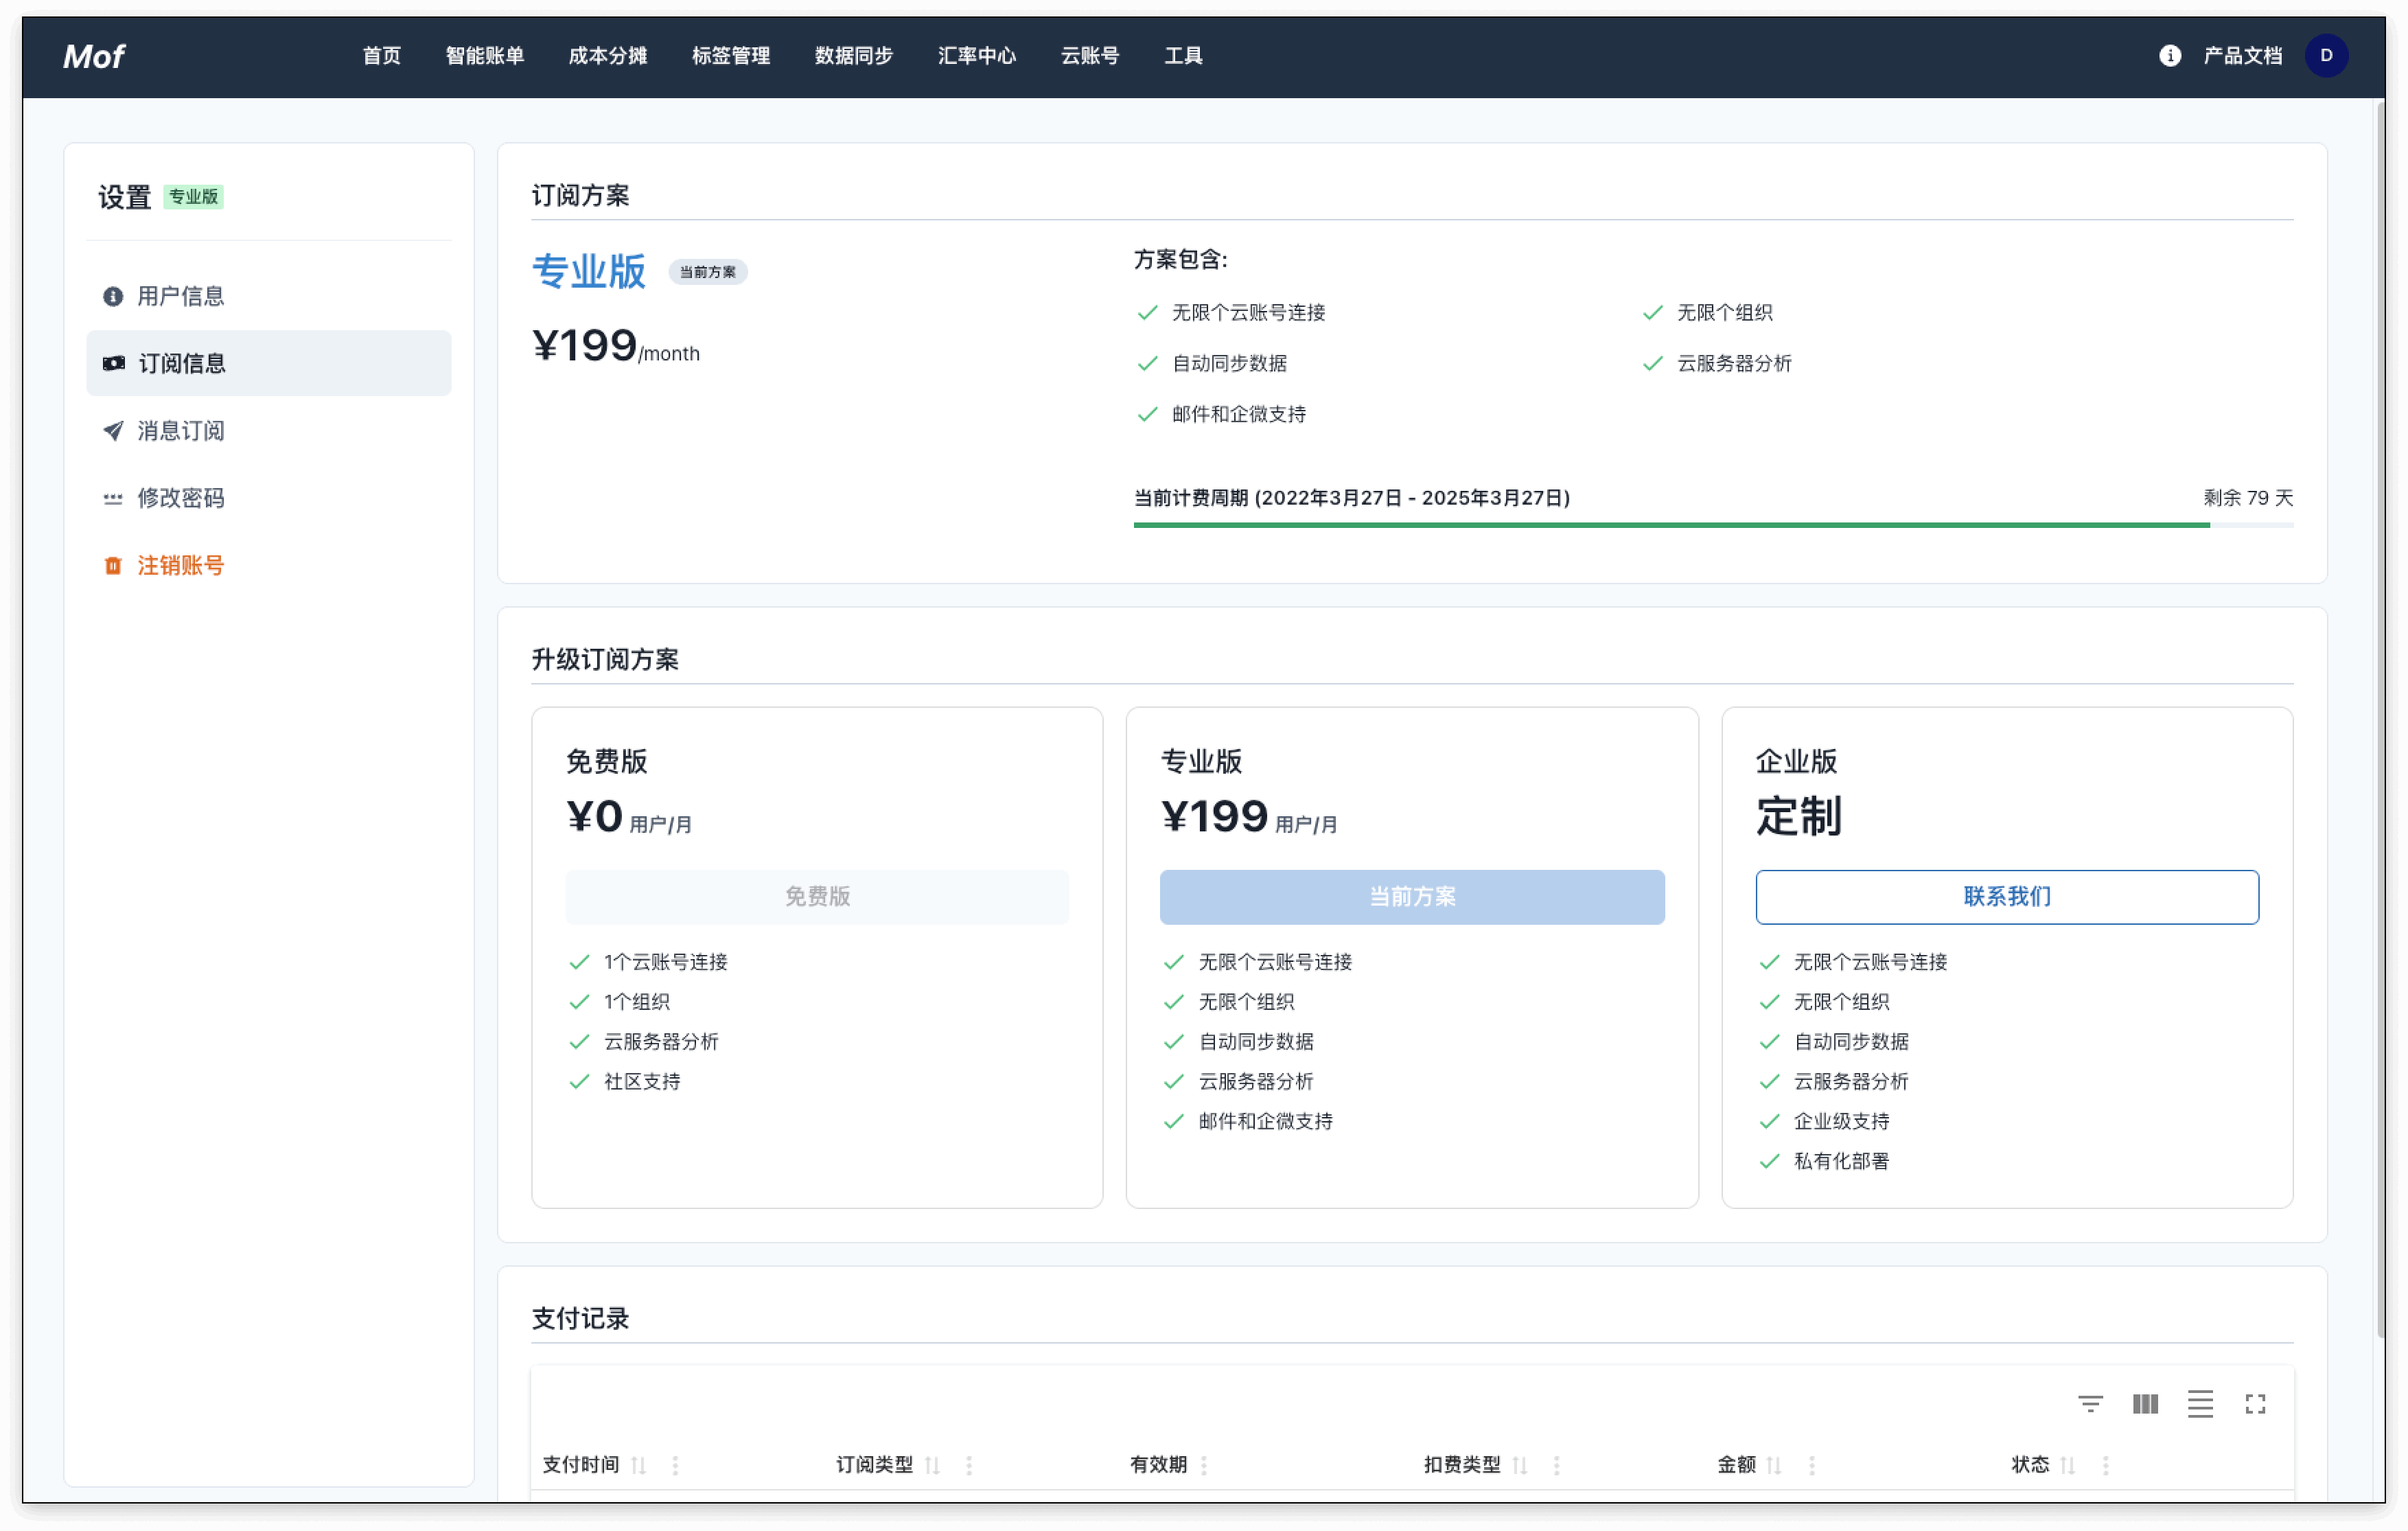 Mof
首页 智能账单 成本分摊 标签管理 数据同步 汇率中心 云账号 工具
产品文档 D
设置 专业版
用户信息
订阅信息
消息订阅
修改密码
注销账号
订阅方案
专业版 当前方案
¥199/month
方案包含:
无限个云账号连接
无限个组织
自动同步数据
云服务器分析
邮件和企微支持
当前计费周期 (2022年3月27日 - 2025年3月27日) 剩余 79 天
升级订阅方案
免费版
¥0 用户/月
免费版
1个云账号连接
1个组织
云服务器分析
社区支持
专业版
¥199 用户/月
当前方案
无限个云账号连接
无限个组织
自动同步数据
云服务器分析
邮件和企微支持
企业版
定制
联系我们
无限个云账号连接
无限个组织
自动同步数据
云服务器分析
企业级支持
私有化部署
支付记录
支付时间 订阅类型 有效期 扣费类型 金额 状态